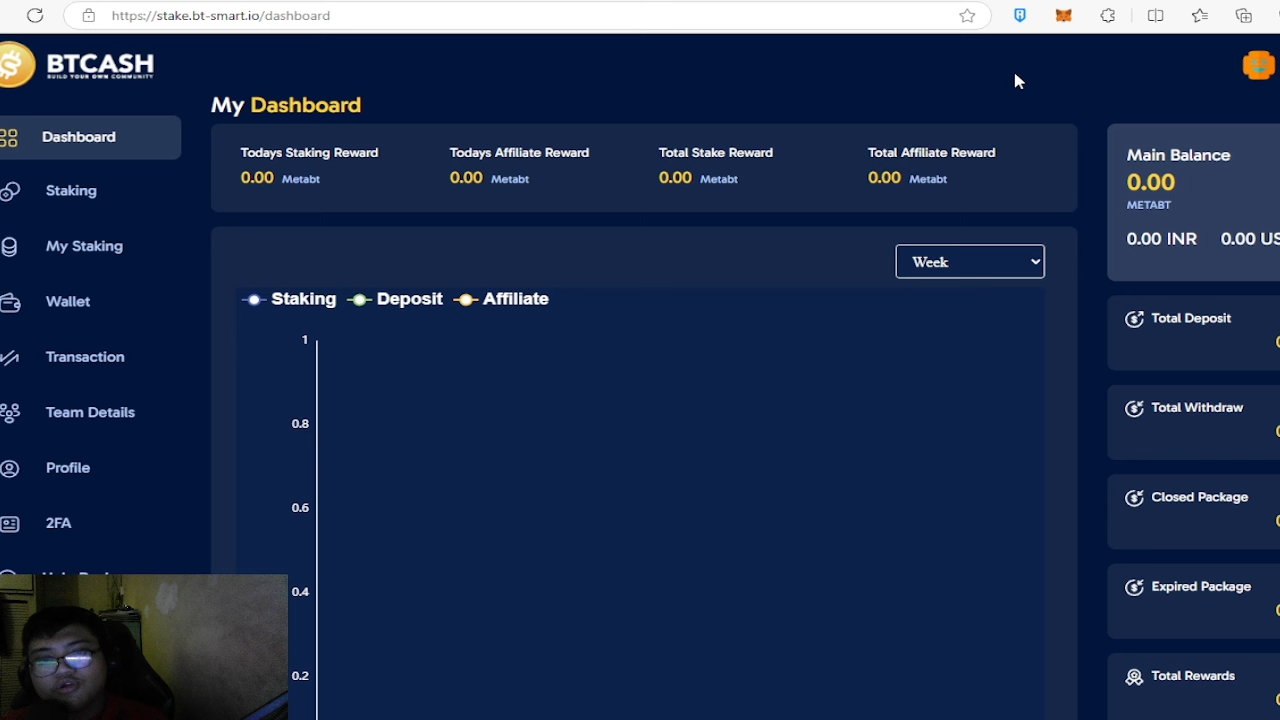 https://stake.bt-smart.io/dashboard
BTCASH
BUILD YOUR OWN COMMUNITY
My Dashboard
Dashboard
Staking
My Staking
Wallet
Transaction
Team Details
Profile
2FA
Todays Staking Reward
0.00 Metabt
Todays Affiliate Reward
0.00 Metabt
Total Stake Reward
0.00 Metabt
Total Affiliate Reward
0.00 Metabt
Week
Staking Deposit Affiliate
1
0.8
0.6
0.4
0.2
Main Balance
0.00
METABT
0.00 INR 0.00 US
Total Deposit
Total Withdraw
Closed Package
Expired Package
Total Rewards